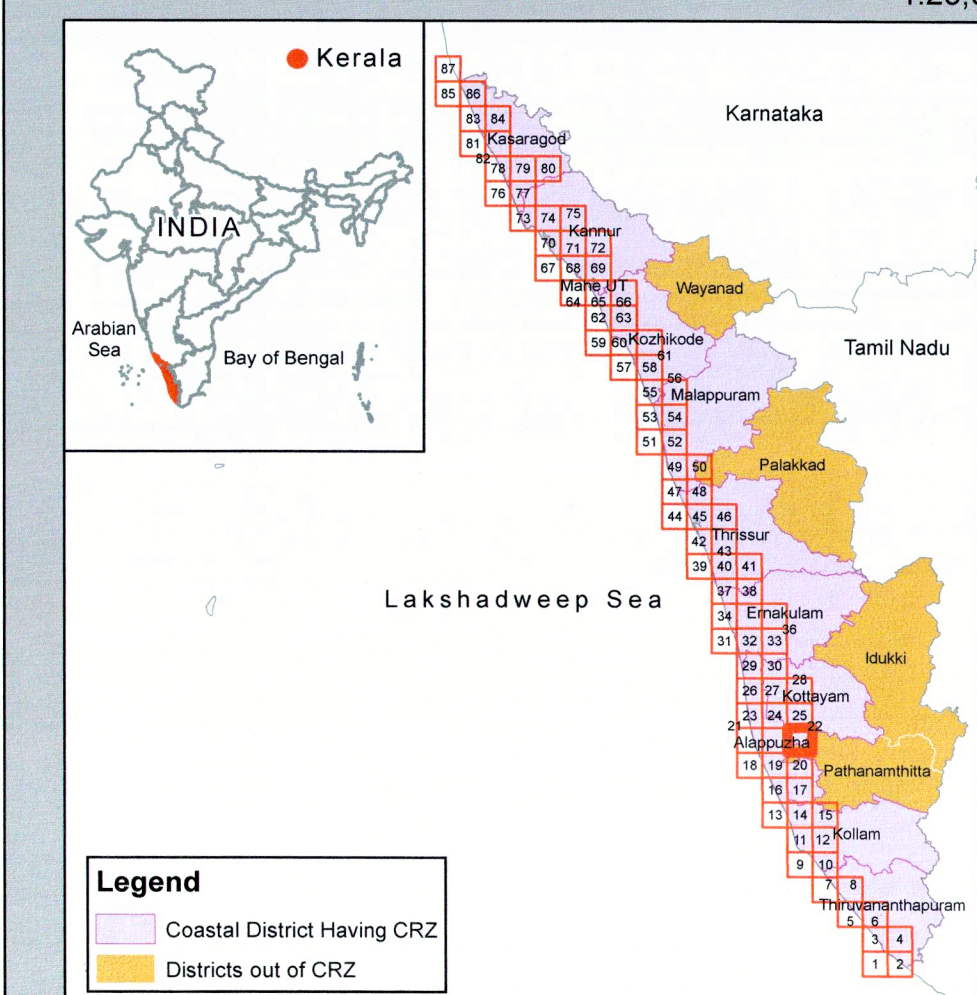 Kerala
INDIA
Arabian
Sea
Bay of Bengal
Karnataka
Tamil Nadu
Lakshadweep Sea
87
85 86
83 84
81 Kasaragod
82
78 79 80
76 77
73 74 75
Kannur
70 71 72
67 68 69
Mahe UT
64 65 66
Wayanad
62 63
59 60 Kozhikode
61
57 58
56
55 Malappuram
53 54
51 52
49 50 Palakkad
47 48
44 45 46
Thrissur
42 43
39 40 41
37 38
34 Ernakulam
36
31 32 33
Idukki
29 30
28
26 27 Kottayam
23 24 25
21 22
Alappuzha
18 19 20 Pathanamthitta
16 17
13 14 15
Kollam
11 12
9 10
7 8
Thiruvananthapuram
5 6
3 4
1 2
Legend
Coastal District Having CRZ
Districts out of CRZ